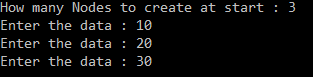 How many Nodes to create at start : 3
Enter the data : 10
Enter the data : 20
Enter the data : 30